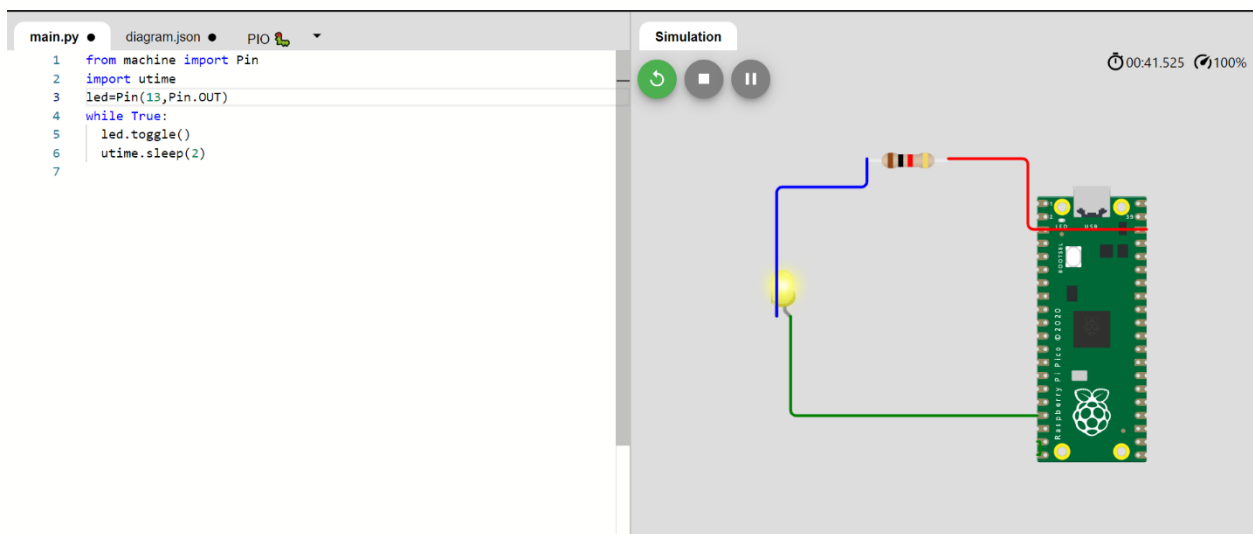 main.py ●
diagram.json ●
PIO
Simulation
00:41.525
100%
1 from machine import Pin
2 import utime
3 led=Pin(13,Pin.OUT)
4 while True:
5 led.toggle()
6 utime.sleep(2)
7
LED
USB
39
BOOTSEL
Raspberry Pi Pico ©2020